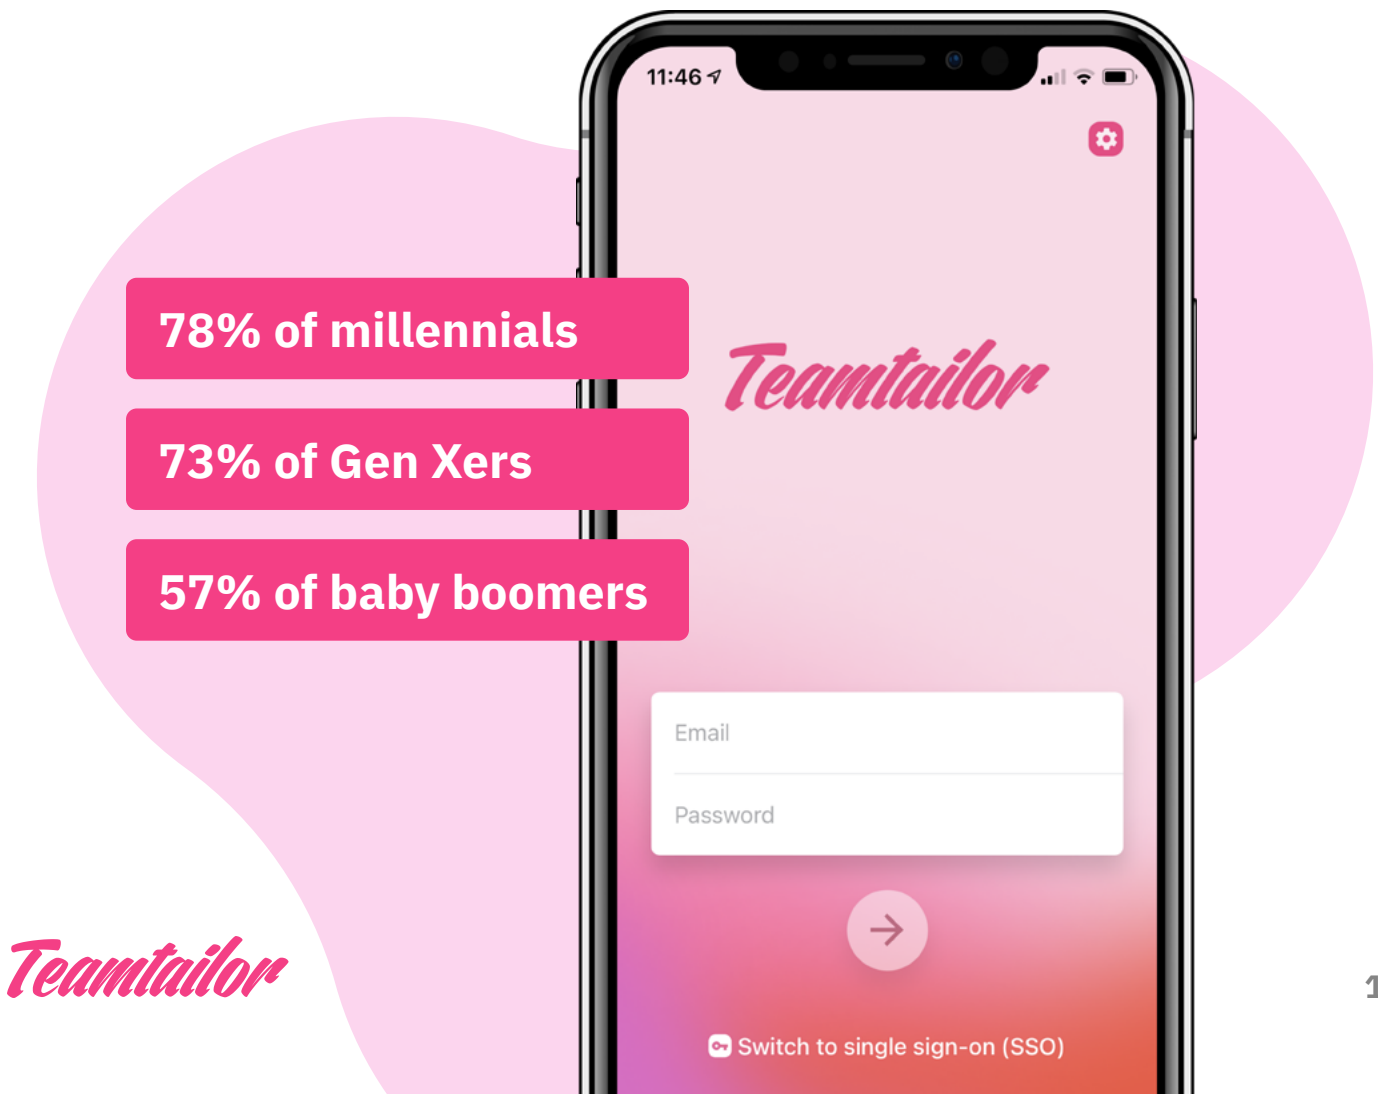 11:46
78% of millennials
73% of Gen Xers
57% of baby boomers
Teamtailor
Email
Password
Switch to single sign-on (SSO)
Teamtailor
1